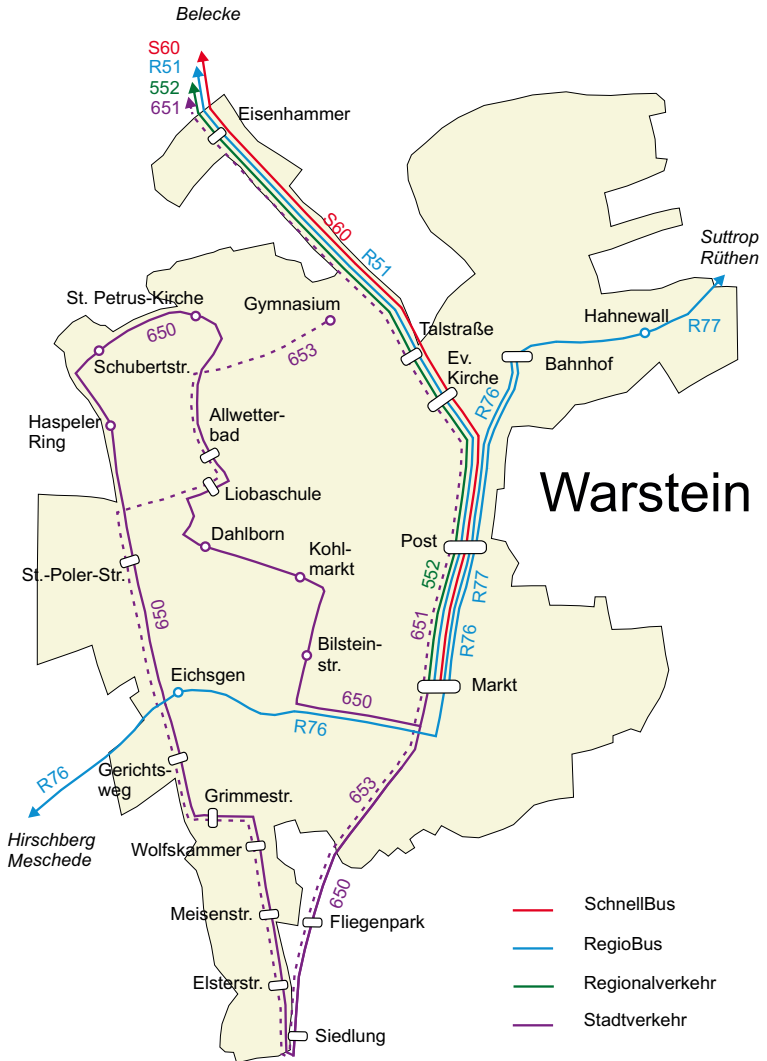 Belecke
S60
R51
552
651
Eisenhammer
S60
R51
Suttrop
Rüthen
St. Petrus-Kirche
Gymnasium
Hahnewall
650
R77
Talstraße
653
Schubertstr.
Ev.
Kirche
Bahnhof
R76
Haspeler
Ring
Allwetter-
bad
Warstein
Liobaschule
Dahlborn
Post
Kohl-
markt
St.-Poler-Str.
552
R77
650
651
R76
Bilstein-
str.
Eichsgen
650
Markt
R76
R76
Gerichts-
weg
653
Grimmestr.
Hirschberg
Meschede
Wolfskammer
650
Meisenstr.
Fliegenpark
SchnellBus
RegioBus
Elsterstr.
Regionalverkehr
Siedlung
Stadtverkehr